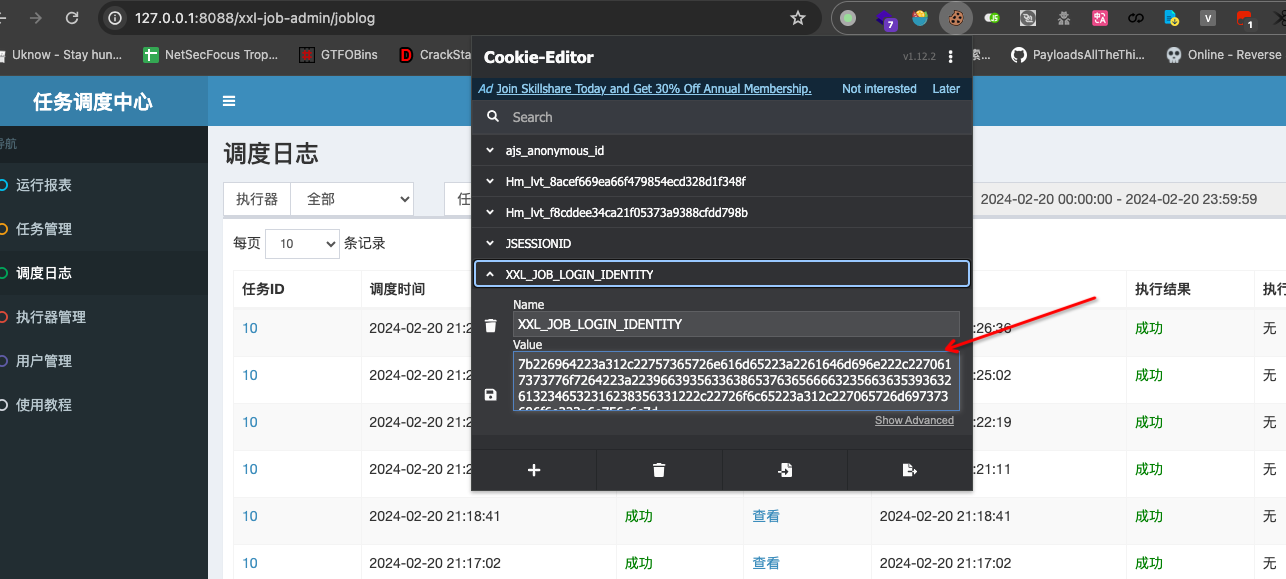 127.0.0.1:8088/xxl-job-admin/joblog
7
1
Uknow - Stay hun...
NetSecFocus Trop...
GTFOBins
CrackSta
索...
PayloadsAllTheThi...
Online - Reverse
任务调度中心
导航
运行报表
任务管理
调度日志
执行器管理
用户管理
使用教程
调度日志
执行器 全部
任
2024-02-20 00:00:00 - 2024-02-20 23:59:59
每页 10 条记录
Cookie-Editor v1.12.2
Ad Join Skillshare Today and Get 30% Off Annual Membership. Not interested Later
Search
ajs_anonymous_id
Hm_lvt_8acef669ea66f479854ecd328d1f348f
Hm_lvt_f8cddee34ca21f05373a9388cfdd798b
JSESSIONID
XXL_JOB_LOGIN_IDENTITY
Name
XXL_JOB_LOGIN_IDENTITY
Value
Show Advanced
任务ID 调度时间 执行结果 执行
10 2024-02-20 21:2 :26:36 成功 无
10 2024-02-20 21:2 :25:02 成功 无
10 2024-02-20 21:2 :22:19 成功 无
10 2024-02-20 21:2 :21:11 成功 无
10 2024-02-20 21:18:41 成功 查看 2024-02-20 21:18:41 成功 无
10 2024-02-20 21:17:02 成功 查看 2024-02-20 21:17:02 成功 无